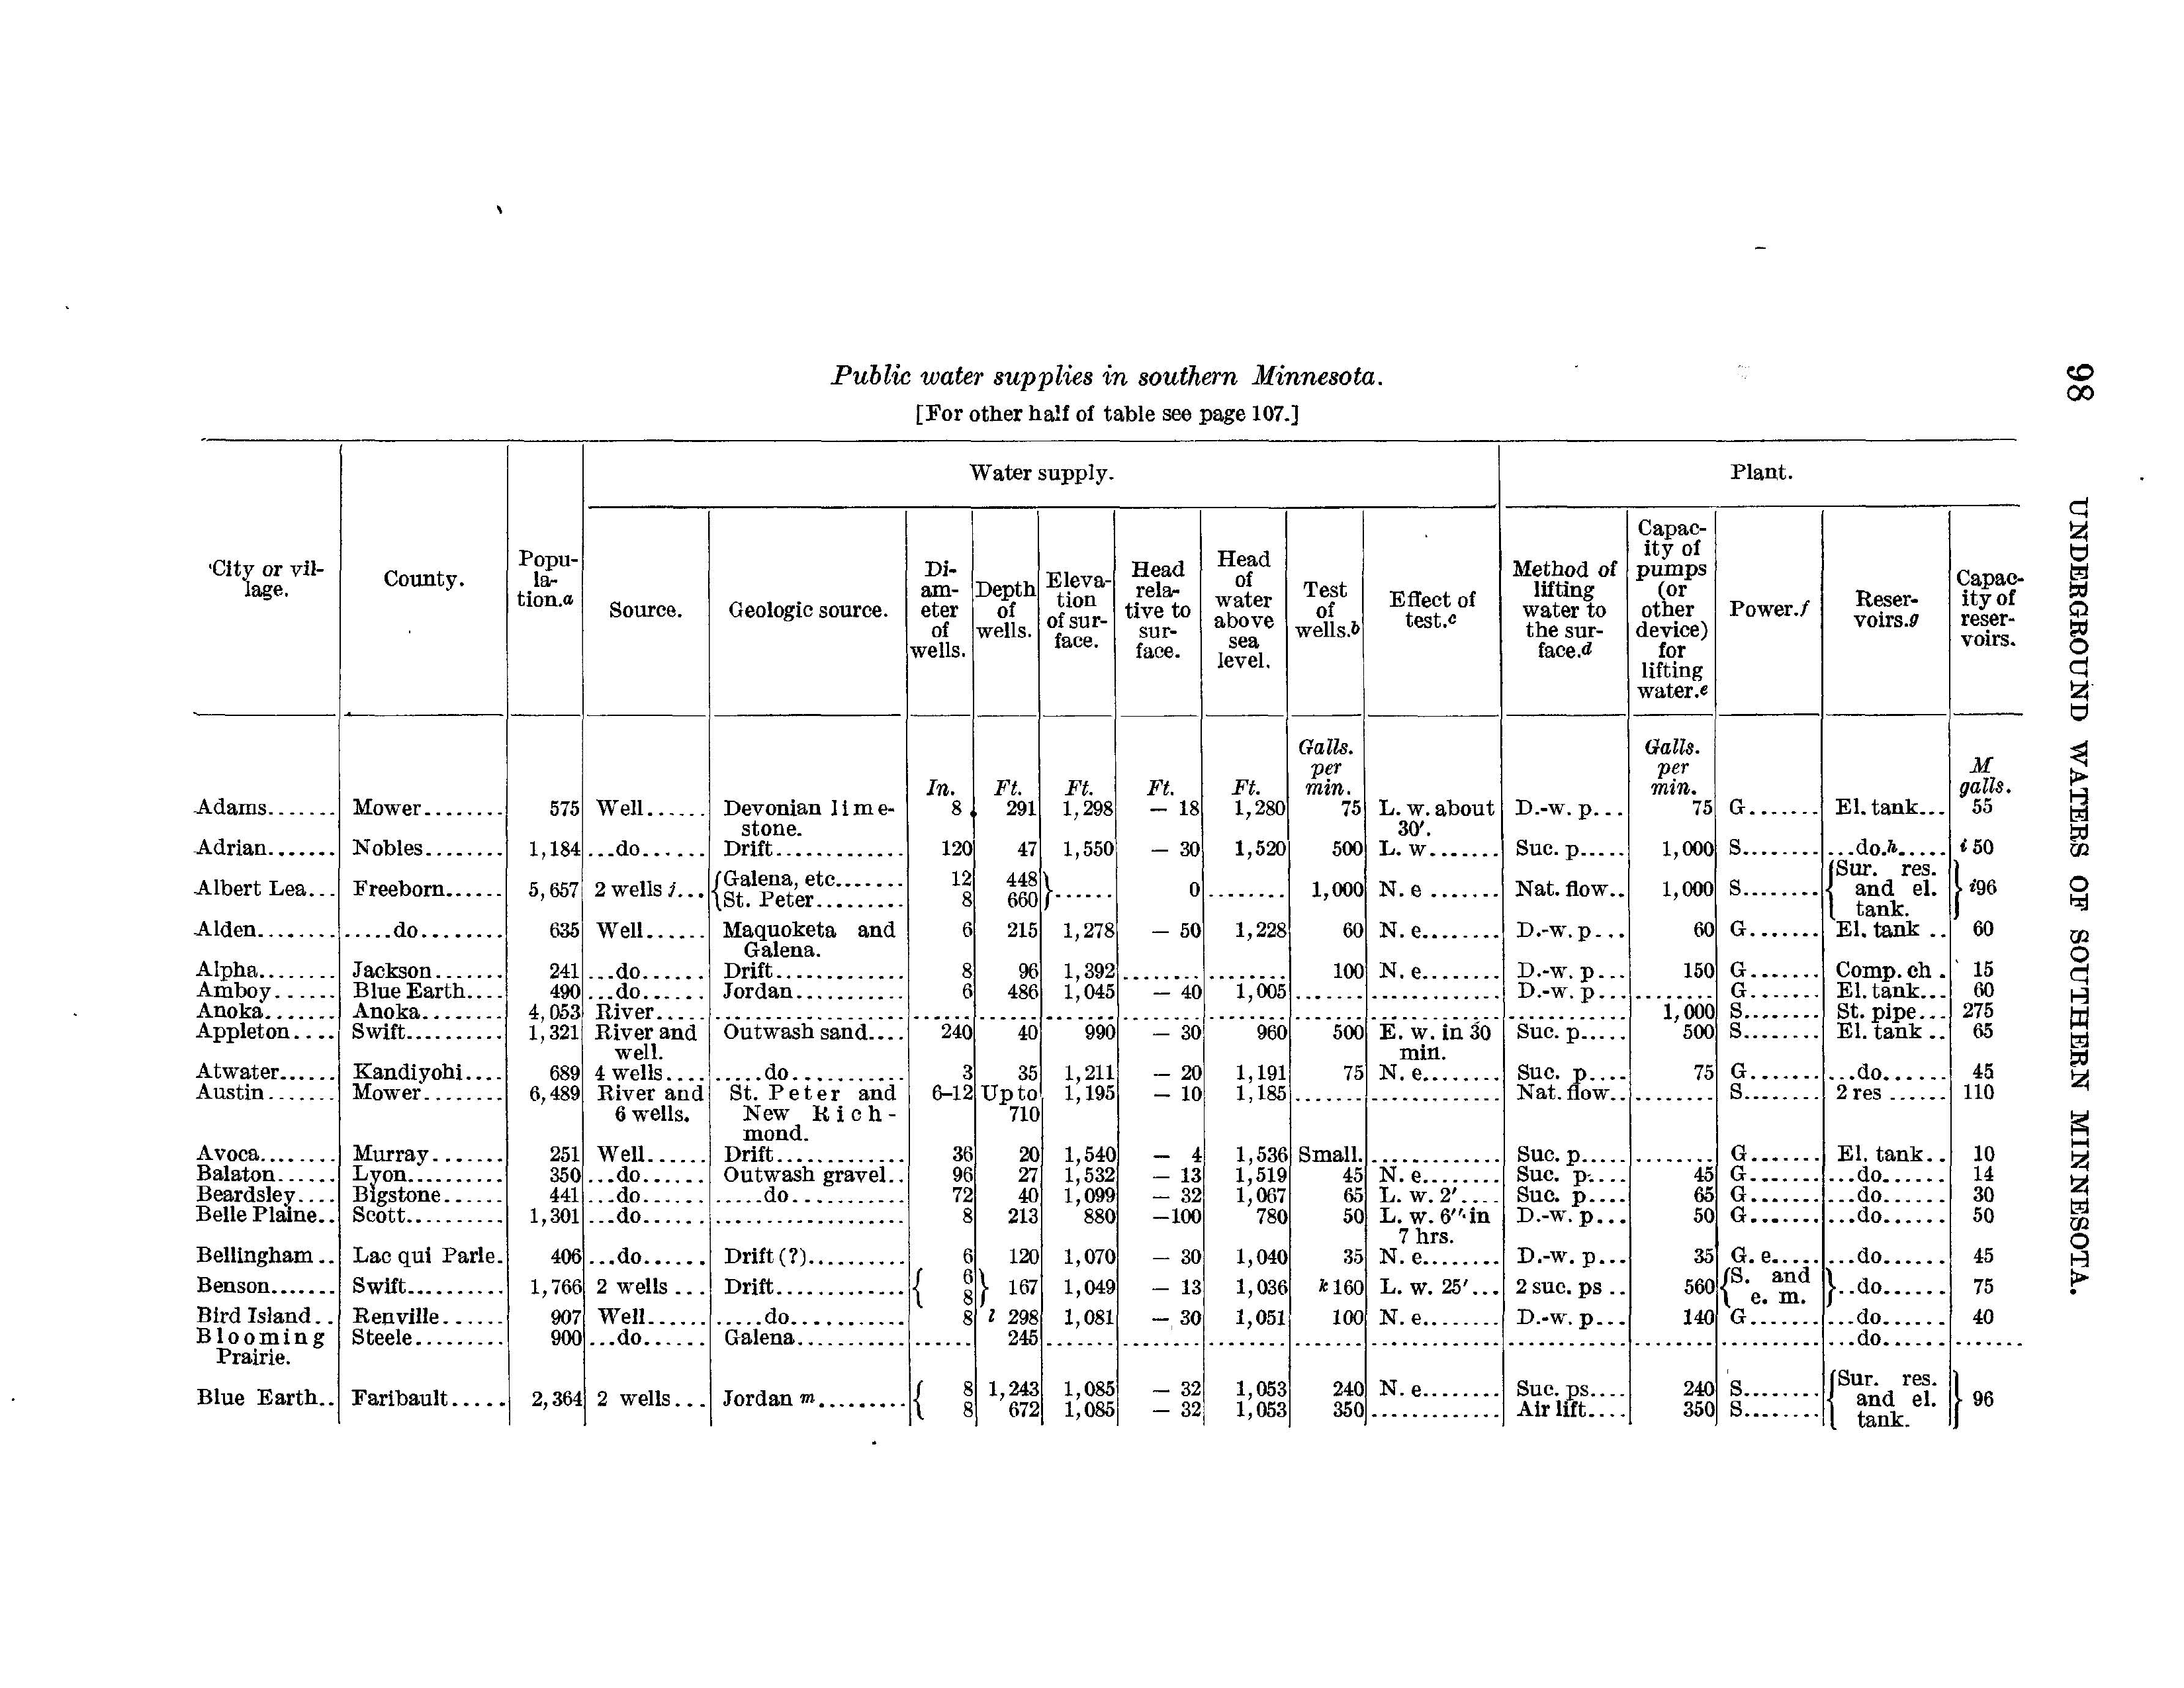 Public water supplies in southern Minnesota.
[For other half of table see page 107.]
98 UNDERGROUND WATERS OF SOUTHERN MINNESOTA.
City or village. | County. | Population.a | Water supply. | Plant.
Source. | Geologic source. | Diameter of wells. | Depth of wells. | Elevation of surface. | Head relative to surface. | Head of water above sea level. | Test of wells.b | Effect of test.c | Method of lifting water to the surface.d | Capacity of pumps (or other device) for lifting water.e | Power.f | Reservoirs.g | Capacity of reservoirs.
In. | Ft. | Ft. | Ft. | Ft. | Galls. per min. | Galls. per min. | M galls.
Adams....... | Mower........ | 575 | Well...... | Devonian limestone. | 8 | 291 | 1,298 | — 18 | 1,280 | 75 | L. w. about 30'. | D.-w. p... | 75 | G....... | El. tank... | 55
Adrian....... | Nobles........ | 1,184 | ...do...... | Drift............. | 120 | 47 | 1,550 | — 30 | 1,520 | 500 | L. w....... | Suc. p..... | 1,000 | S........ | ...do.h..... | i 50
Albert Lea... | Freeborn...... | 5,657 | 2 wells j... | {Galena, etc....... | 12 | 448} | ...... | 0 | ........ | 1,000 | N. e ....... | Nat. flow.. | 1,000 | S........ | {Sur. res. and el. tank.} | i96
{St. Peter......... | 8 | 660}
Alden........ | .....do........ | 635 | Well...... | Maquoketa and Galena. | 6 | 215 | 1,278 | — 50 | 1,228 | 60 | N. e........ | D.-w. p... | 60 | G....... | El. tank .. | 60
Alpha........ | Jackson....... | 241 | ...do...... | Drift............. | 8 | 96 | 1,392 | ........ | ........ | 100 | N. e........ | D.-w. p... | 150 | G....... | Comp. ch . | 15
Amboy...... | Blue Earth.... | 490 | ...do...... | Jordan........... | 6 | 486 | 1,045 | — 40 | 1,005 | ....... | ............. | D.-w. p... | ........ | G....... | El. tank... | 60
Anoka....... | Anoka........ | 4,053 | River..... | ................... | ...... | ...... | ...... | ........ | ........ | ....... | ............. | ........... | 1,000 | S........ | St. pipe... | 275
Appleton.... | Swift.......... | 1,321 | River and well. | Outwash sand.... | 240 | 40 | 990 | — 30 | 960 | 500 | E. w. in 30 min. | Suc. p..... | 500 | S........ | El. tank .. | 65
Atwater...... | Kandiyohi.... | 689 | 4 wells.... | .....do........... | 3 | 35 | 1,211 | — 20 | 1,191 | 75 | N. e........ | Suc. p.... | 75 | G....... | ...do...... | 45
Austin....... | Mower........ | 6,489 | River and 6 wells. | St. Peter and New Richmond. | 6–12 | Up to 710 | 1,195 | — 10 | 1,185 | ....... | ............. | Nat. flow.. | ........ | S........ | 2 res ...... | 110
Avoca........ | Murray....... | 251 | Well...... | Drift............. | 36 | 20 | 1,540 | — 4 | 1,536 | Small. | ............. | Suc. p..... | ........ | G....... | El. tank.. | 10
Balaton...... | Lyon.......... | 350 | ...do...... | Outwash gravel.. | 96 | 27 | 1,532 | — 13 | 1,519 | 45 | N. e........ | Suc. p..... | 45 | G....... | ...do...... | 14
Beardsley.... | Bigstone...... | 441 | ...do...... | .....do........... | 72 | 40 | 1,099 | — 32 | 1,067 | 65 | L. w. 2'.... | Suc. p.... | 65 | G....... | ...do...... | 30
Belle Plaine.. | Scott.......... | 1,301 | ...do...... | ................... | 8 | 213 | 880 | —100 | 780 | 50 | L. w. 6" in 7 hrs. | D.-w. p... | 50 | G....... | ...do...... | 50
Bellingham .. | Lac qui Parle. | 406 | ...do...... | Drift (?).......... | 6 | 120 | 1,070 | — 30 | 1,040 | 35 | N. e........ | D.-w. p... | 35 | G. e..... | ...do...... | 45
Benson....... | Swift.......... | 1,766 | 2 wells ... | Drift............. | {6 8} | 167 | 1,049 | — 13 | 1,036 | k 160 | L. w. 25'... | 2 suc. ps .. | 560 | {S. and e. m.} | ..do...... | 75
Bird Island.. | Renville...... | 907 | Well...... | .....do........... | 8 | l 298 | 1,081 | — 30 | 1,051 | 100 | N. e........ | D.-w. p... | 140 | G....... | ...do...... | 40
Blooming Prairie. | Steele......... | 900 | ...do...... | Galena........... | ...... | 245 | ...... | ........ | ........ | ....... | ............. | ........... | ........ | ........ | ...do...... | .......
Blue Earth.. | Faribault..... | 2,364 | 2 wells... | Jordan m......... | {8 | 1,243 | 1,085 | — 32 | 1,053 | 240 | N. e........ | Suc. ps.... | 240 | S........ | {Sur. res. and el. tank.} | 96
{8 | 672 | 1,085 | — 32 | 1,053 | 350 | ............. | Air lift.... | 350 | S........